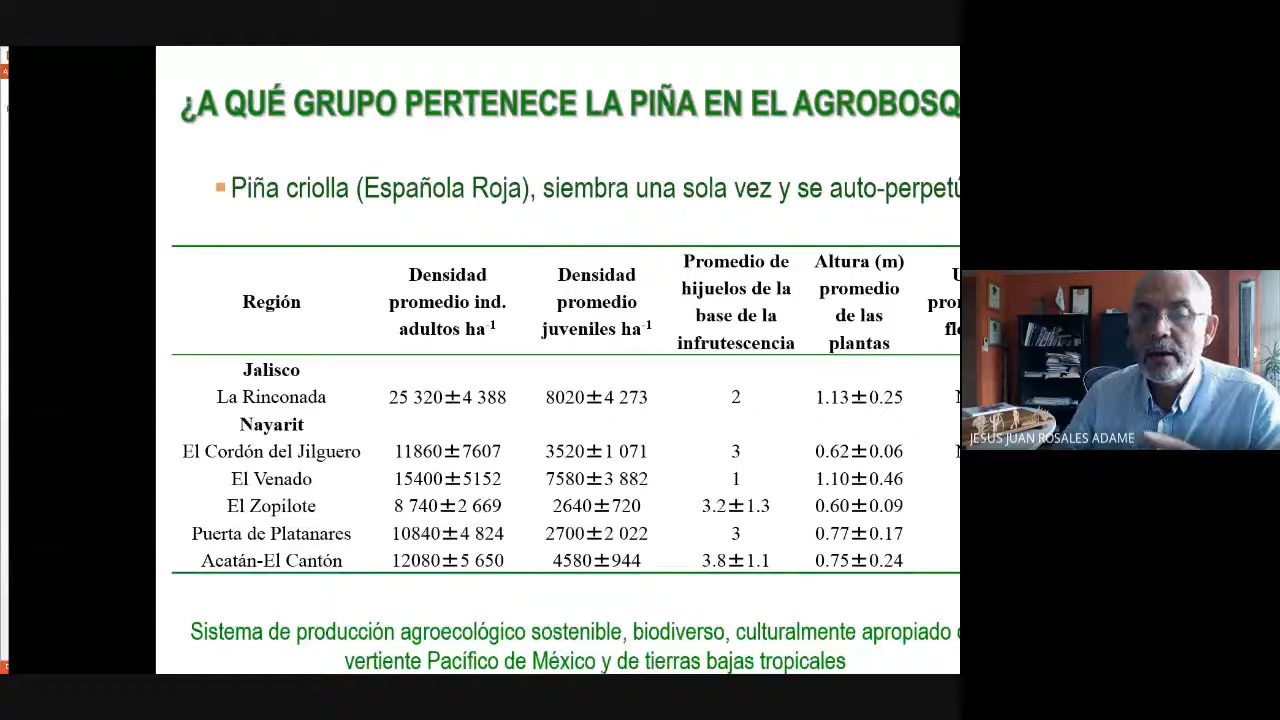 ¿A QUÉ GRUPO PERTENECE LA PIÑA EN EL AGROBOSQ
Piña criolla (Española Roja), siembra una sola vez y se auto-perpetú
Región
Densidad promedio ind. adultos ha-1
Densidad promedio juveniles ha-1
Promedio de hijuelos de la base de la infrutescencia
Altura (m) promedio de las plantas
Jalisco
La Rinconada 25 320±4 388 8020±4 273 2 1.13±0.25
Nayarit
El Cordón del Jilguero 11860±7607 3520±1 071 3 0.62±0.06
El Venado 15400±5152 7580±3 882 1 1.10±0.46
El Zopilote 8 740±2 669 2640±720 3.2±1.3 0.60±0.09
Puerta de Platanares 10840±4 824 2700±2 022 3 0.77±0.17
Acatán-El Cantón 12080±5 650 4580±944 3.8±1.1 0.75±0.24
Sistema de producción agroecológico sostenible, biodiverso, culturalmente apropiado
vertiente Pacífico de México y de tierras bajas tropicales
JESUS JUAN ROSALES ADAME